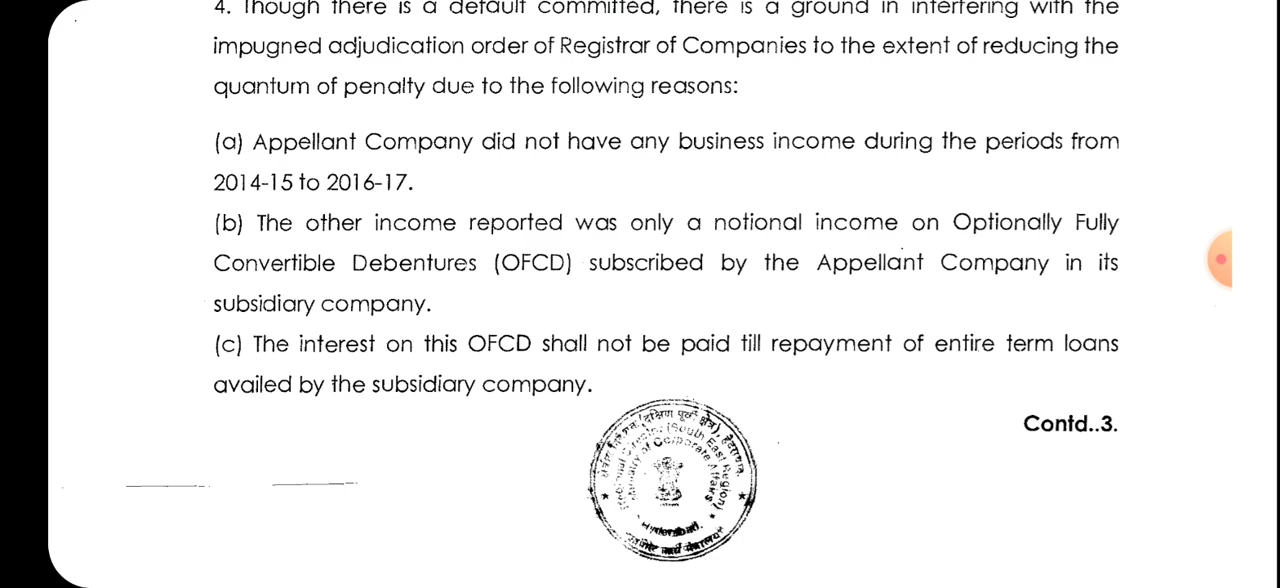 4. Though there is a default committed, there is a ground in interfering with the
impugned adjudication order of Registrar of Companies to the extent of reducing the
quantum of penalty due to the following reasons:
(a) Appellant Company did not have any business income during the periods from
2014-15 to 2016-17.
(b) The other income reported was only a notional income on Optionally Fully
Convertible Debentures (OFCD) subscribed by the Appellant Company in its
subsidiary company.
(c) The interest on this OFCD shall not be paid till repayment of entire term loans
availed by the subsidiary company.
Contd..3.
(दक्षिण पूर्वी क्षेत्र), हैदराबाद
(South East Region)
Ministry of Corporate Affairs
Hyderabad.
कार्य मंत्रालय